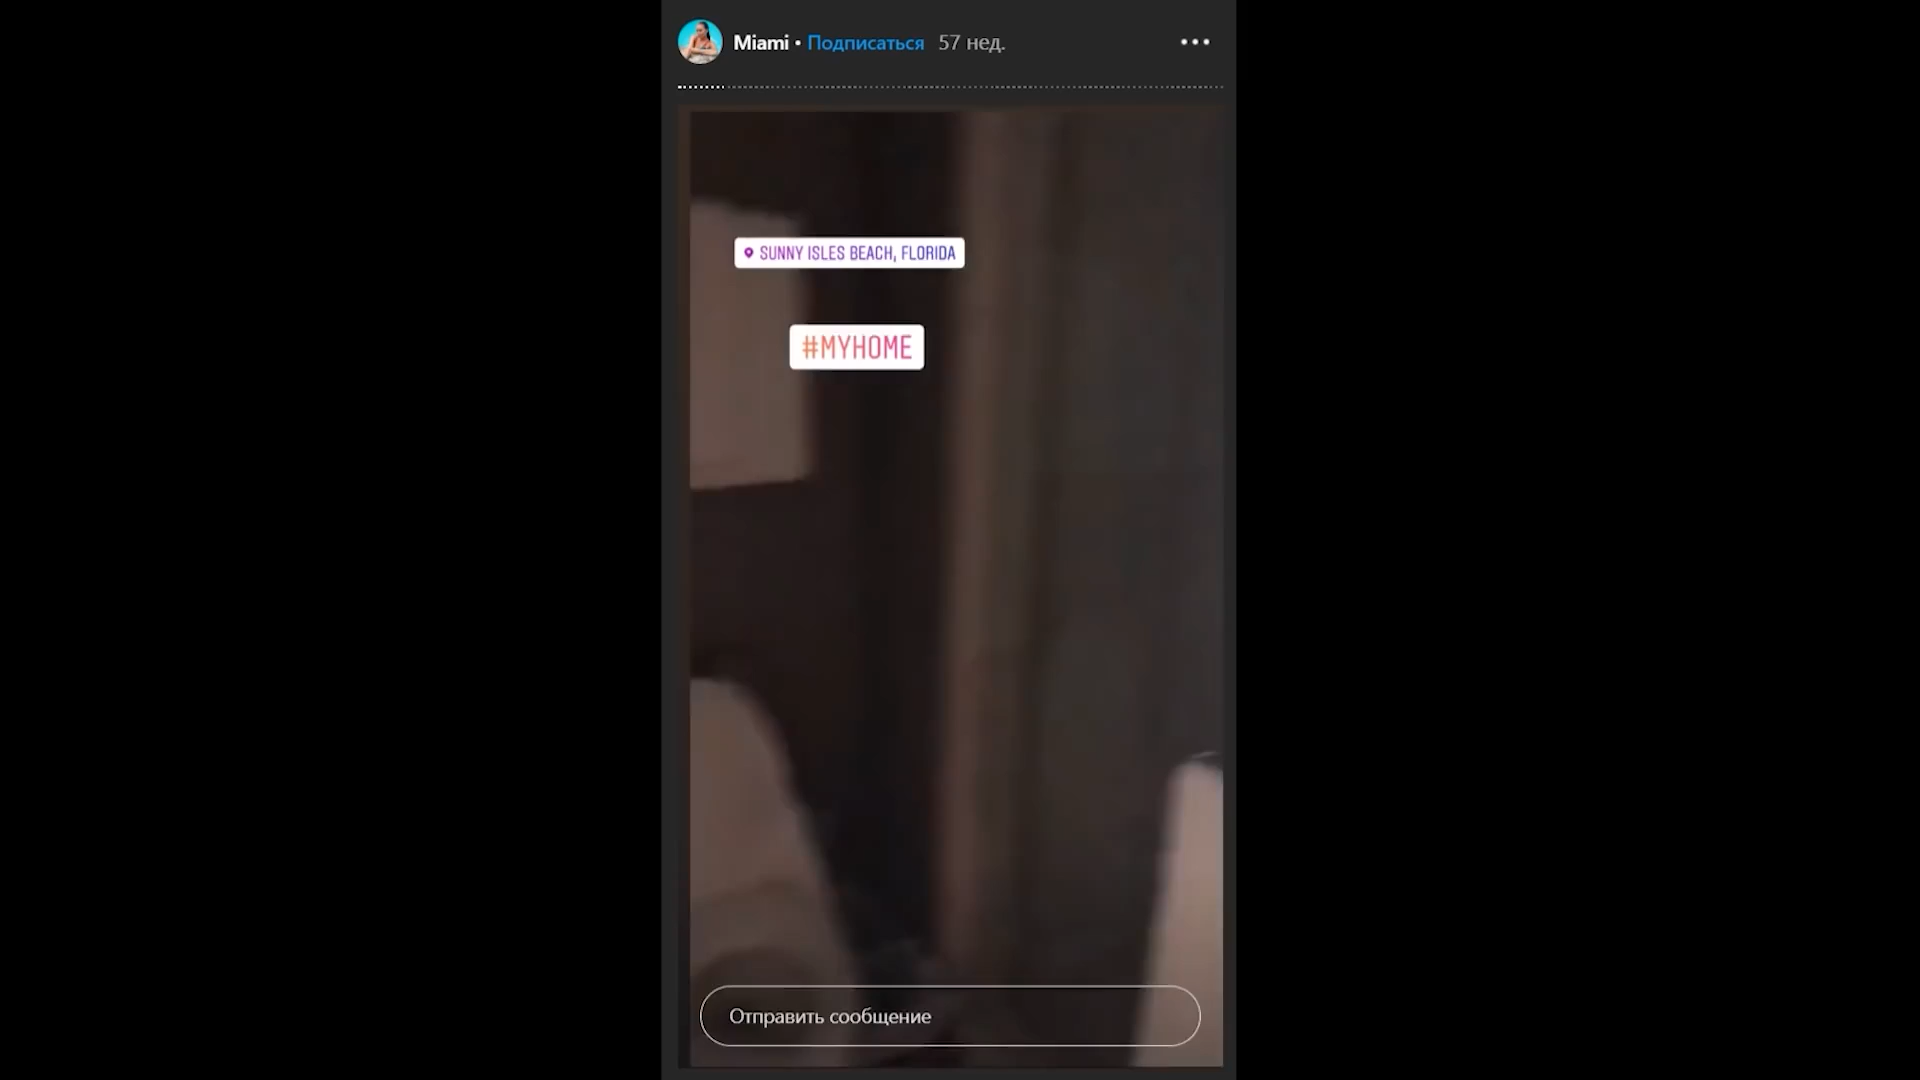 Miami • Подписаться 57 нед.
SUNNY ISLES BEACH, FLORIDA
#MYHOME
Отправить сообщение